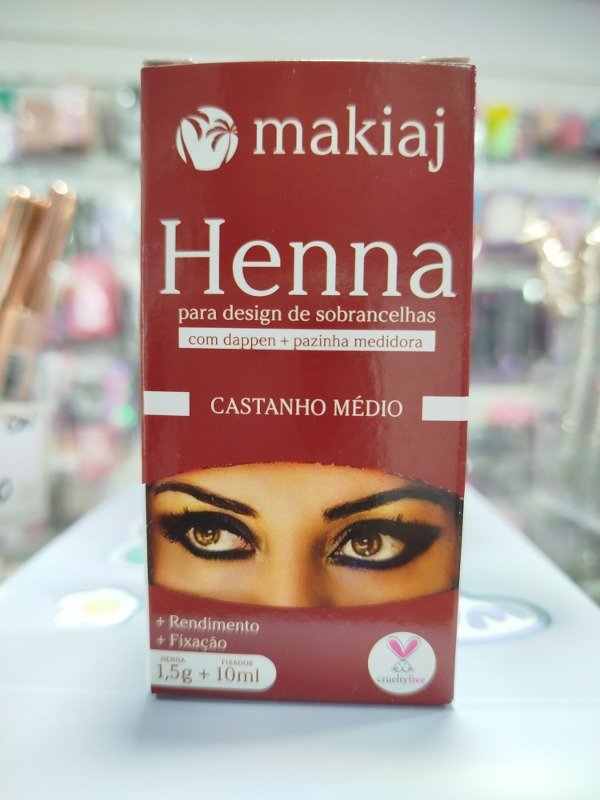 makiaj
Henna
para design de sobrancelhas
com dappen + pazinha medidora
CASTANHO MÉDIO
+ Rendimento
+ Fixação
HENNA FIXADOR
1,5g + 10ml
crueltyfree